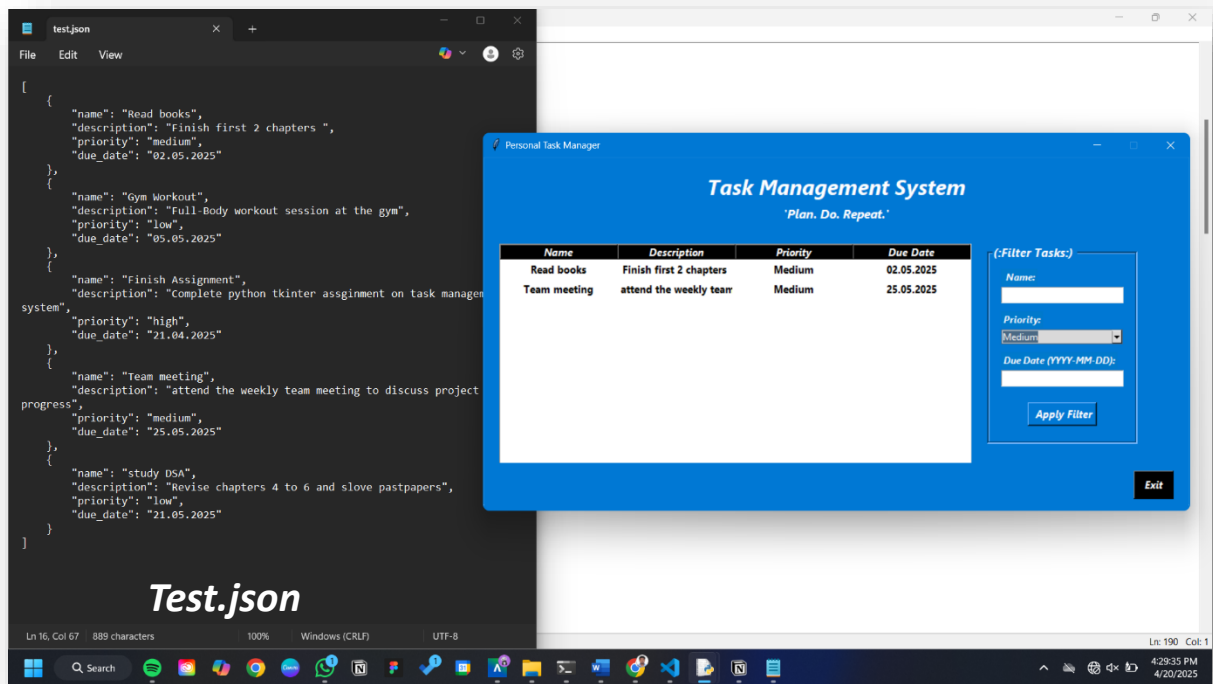 test.json
File Edit View
[
{
"name": "Read books",
"description": "Finish first 2 chapters ",
"priority": "medium",
"due_date": "02.05.2025"
},
{
"name": "Gym Workout",
"description": "Full-Body workout session at the gym",
"priority": "low",
"due_date": "05.05.2025"
},
{
"name": "Finish Assignment",
"description": "Complete python tkinter assginment on task managem
system",
"priority": "high",
"due_date": "21.04.2025"
},
{
"name": "Team meeting",
"description": "attend the weekly team meeting to discuss project
progress",
"priority": "medium",
"due_date": "25.05.2025"
},
{
"name": "study DSA",
"description": "Revise chapters 4 to 6 and slove pastpapers",
"priority": "low",
"due_date": "21.05.2025"
}
]
Test.json
Ln 16, Col 67 889 characters 100% Windows (CRLF) UTF-8
Personal Task Manager
Task Management System
'Plan. Do. Repeat.'
Name Description Priority Due Date
Read books Finish first 2 chapters Medium 02.05.2025
Team meeting attend the weekly team Medium 25.05.2025
(:Filter Tasks:)
Name:
Priority:
Medium
Due Date (YYYY-MM-DD):
Apply Filter
Exit
Ln: 190 Col: 1
Search
4:29:35 PM
4/20/2025